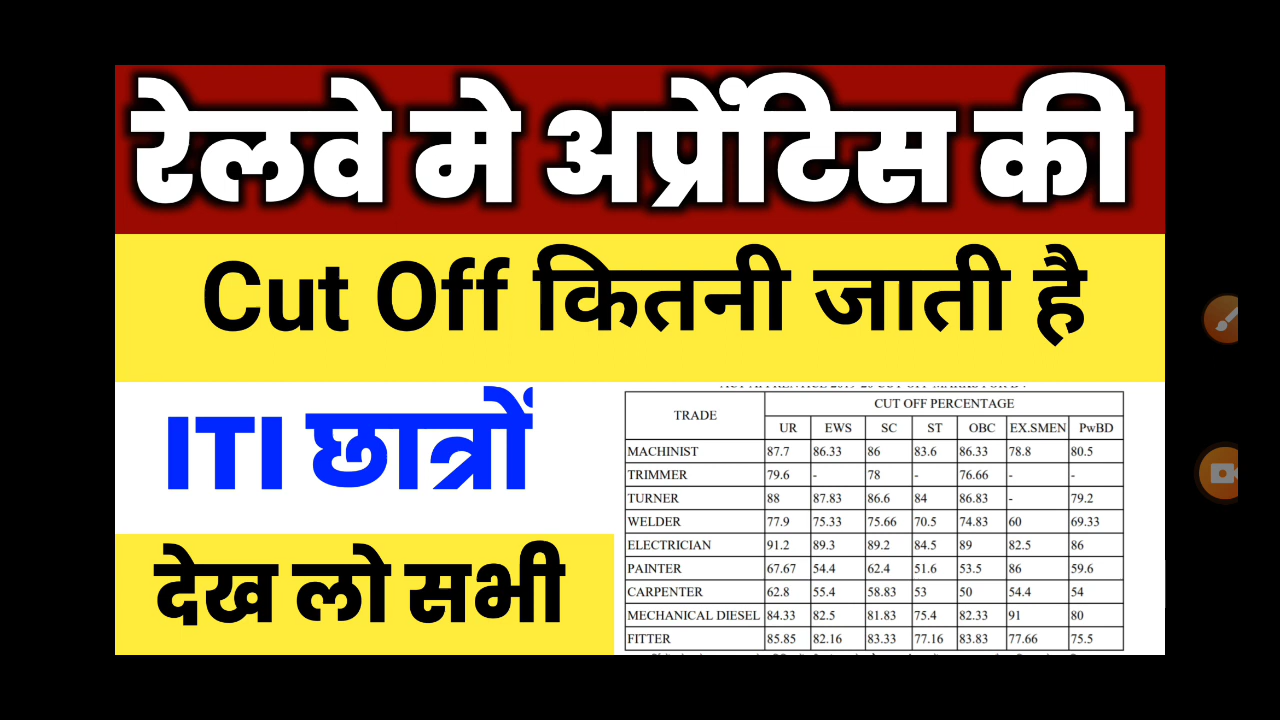 रेलवे मे अप्रेंटिस की
Cut Off कितनी जाती है
ITI छात्रों
देख लो सभी
TRADE CUT OFF PERCENTAGE
UR EWS SC ST OBC EX.SMEN PwBD
MACHINIST 87.7 86.33 86 83.6 86.33 78.8 80.5
TRIMMER 79.6 - 78 - 76.66 - -
TURNER 88 87.83 86.6 84 86.83 - 79.2
WELDER 77.9 75.33 75.66 70.5 74.83 60 69.33
ELECTRICIAN 91.2 89.3 89.2 84.5 89 82.5 86
PAINTER 67.67 54.4 62.4 51.6 53.5 86 59.6
CARPENTER 62.8 55.4 58.83 53 50 54.4 54
MECHANICAL DIESEL 84.33 82.5 81.83 75.4 82.33 91 80
FITTER 85.85 82.16 83.33 77.16 83.83 77.66 75.5